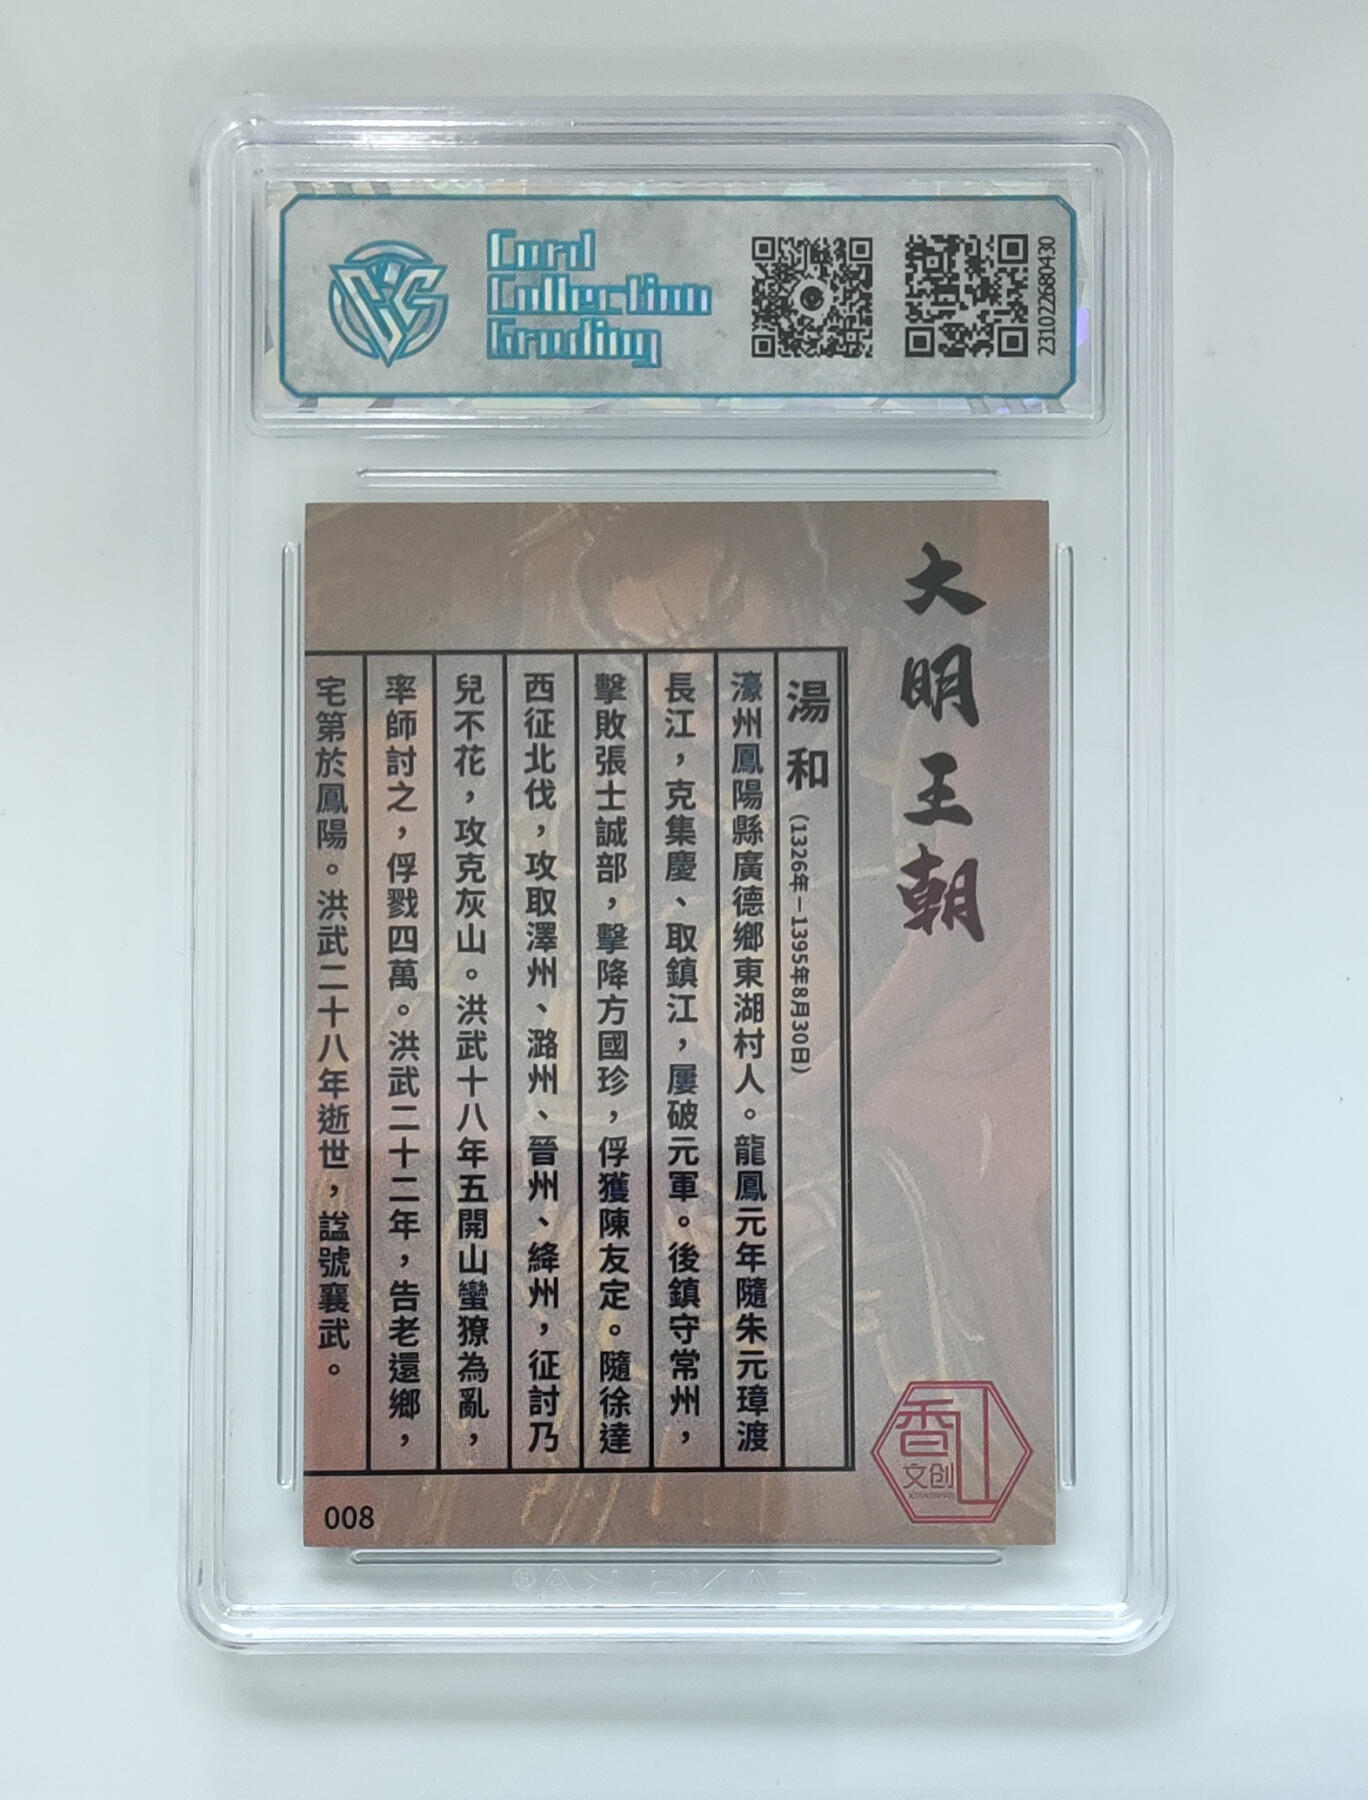 Card
Collection
Grading
23102268​0430
大明王朝
湯和
(1326年－1395年8月30日)
濠州鳳陽縣廣德鄉東湖村人。龍鳳元年隨朱元璋渡
長江，克集慶、取鎮江，屢破元軍。後鎮守常州，
擊敗張士誠部，擊降方國珍，俘獲陳友定。隨徐達
西征北伐，攻取澤州、潞州、晉州、絳州，征討乃
兒不花，攻克灰山。洪武十八年五開山蠻獠為亂，
率師討之，俘戮四萬。洪武二十二年，告老還鄉，
宅第於鳳陽。洪武二十八年逝世，諡號襄武。
文创
008
CANG KA®